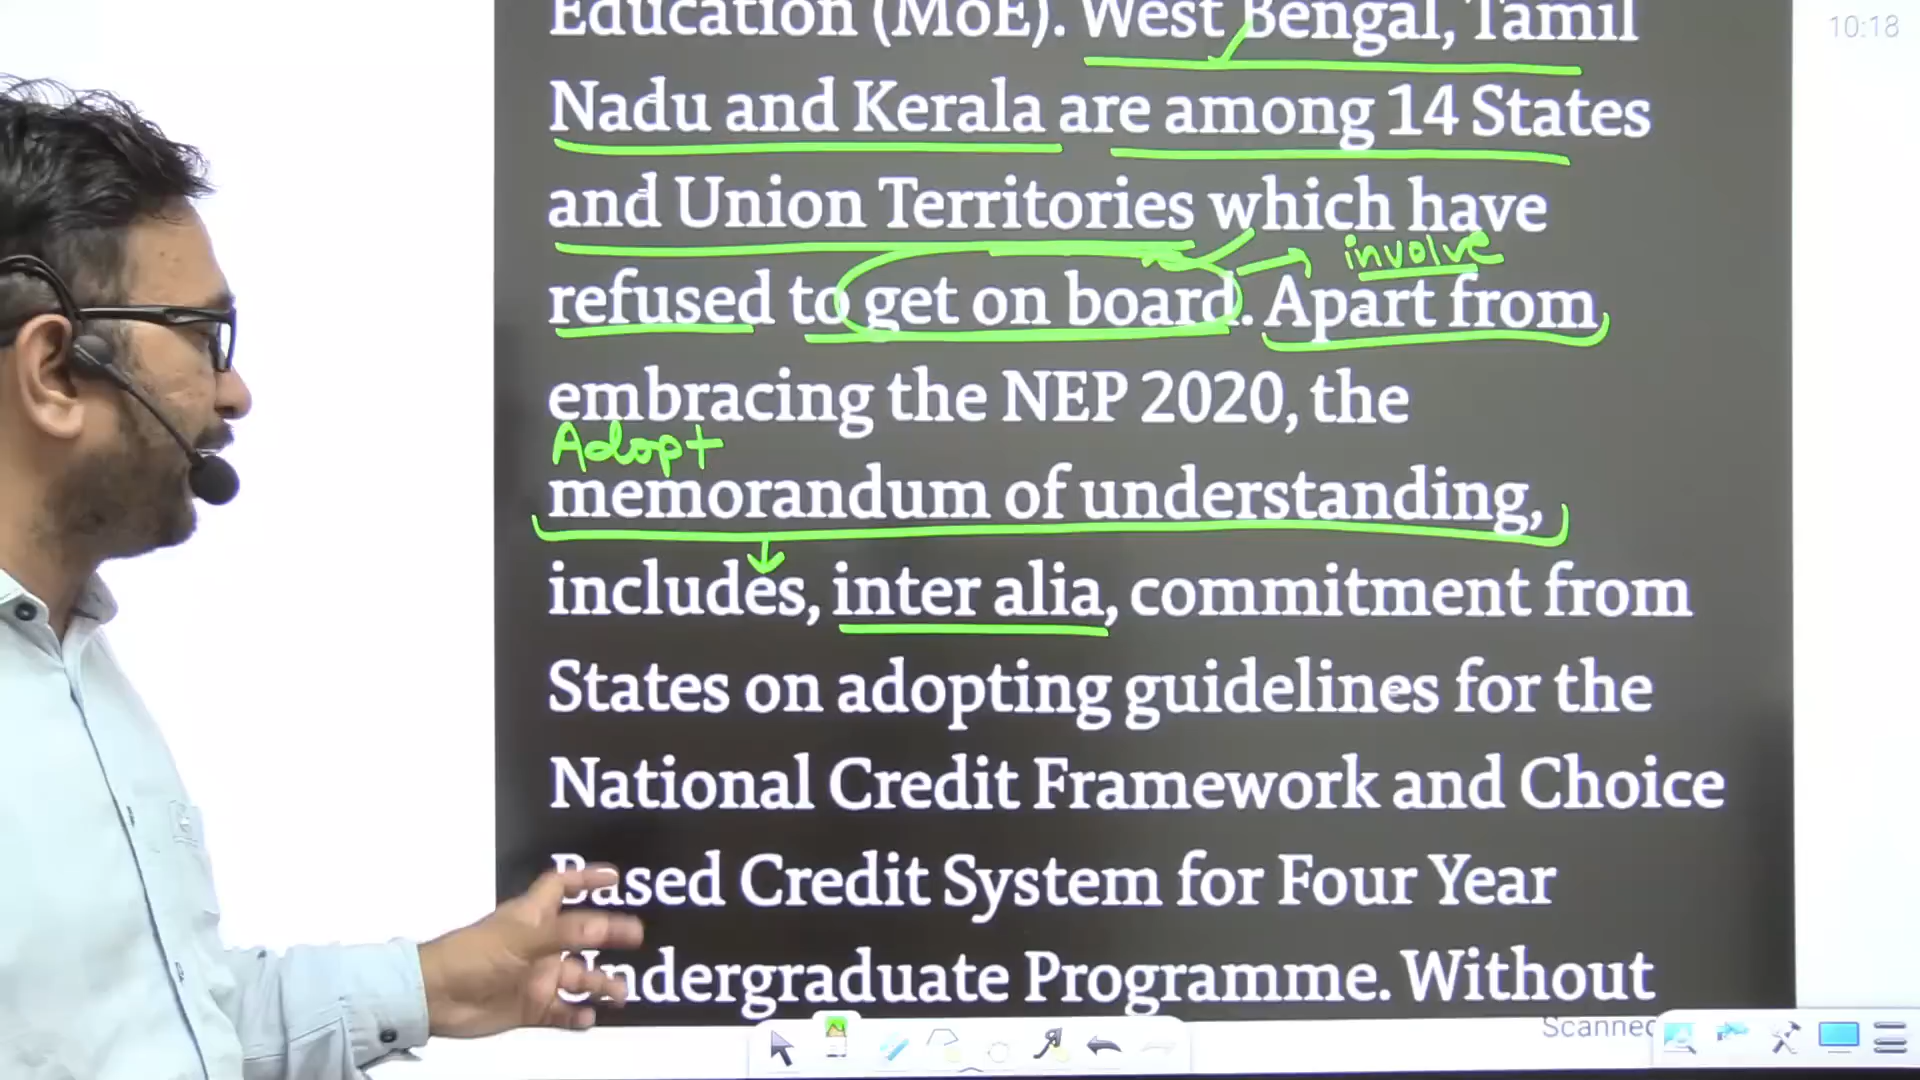 10:18
Education (MoE). West Bengal, Tamil
Nadu and Kerala are among 14 States
and Union Territories which have
involve
refused to get on board. Apart from
embracing the NEP 2020, the
Adopt
memorandum of understanding,
includes, inter alia, commitment from
States on adopting guidelines for the
National Credit Framework and Choice
Based Credit System for Four Year
Undergraduate Programme. Without
Scanned